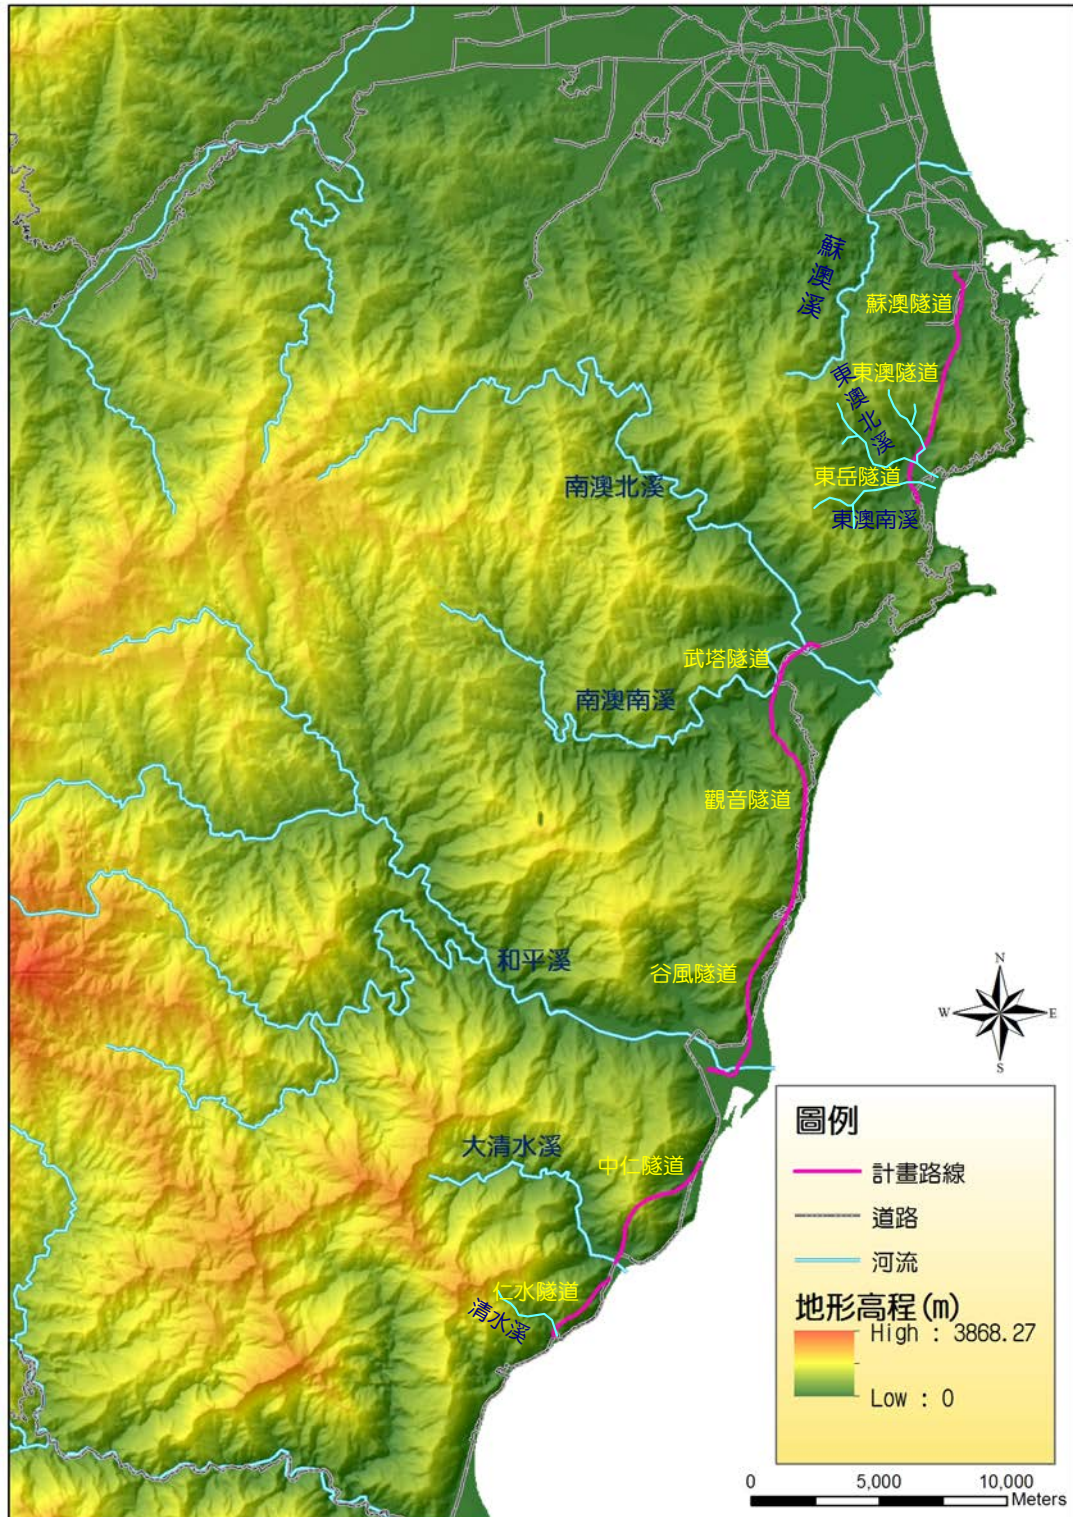 蘇澳溪
蘇澳隧道
東澳隧道
東澳北溪
東岳隧道
南澳北溪
東澳南溪
武塔隧道
南澳南溪
觀音隧道
和平溪
谷風隧道
N
W
E
S
大清水溪
中仁隧道
仁水隧道
清水溪
圖例
計畫路線
道路
河流
地形高程(m)
High : 3868.27
Low : 0
0 5,000 10,000
Meters